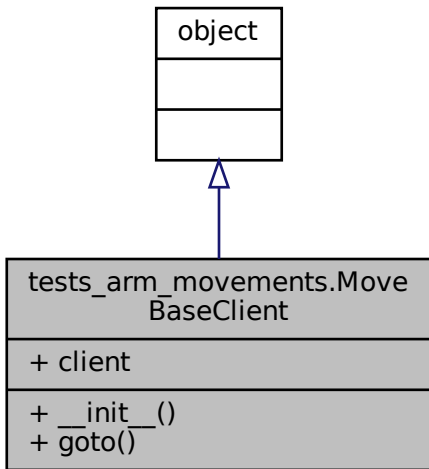 object
tests_arm_movements.Move
BaseClient
+ client
+ __init__()
+ goto()